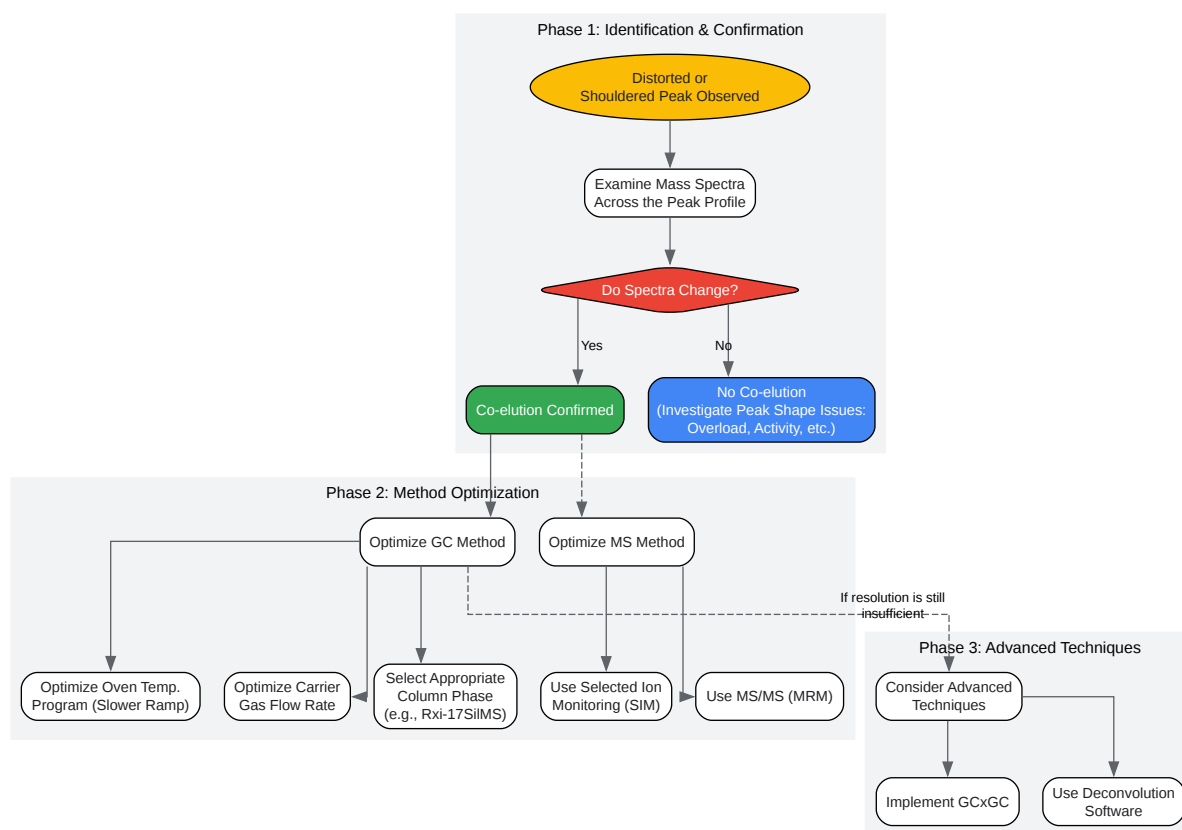 Phase 1: Identification & Confirmation
Distorted or
Shouldered Peak Observed
Examine Mass Spectra
Across the Peak Profile
Do Spectra Change?
Yes
No
Co-elution Confirmed
No Co-elution
(Investigate Peak Shape Issues:
Overload, Activity, etc.)
Phase 2: Method Optimization
Optimize GC Method
Optimize MS Method
If resolution is still
insufficient
Optimize Oven Temp.
Program (Slower Ramp)
Optimize Carrier
Gas Flow Rate
Select Appropriate
Column Phase
(e.g., Rxi-17SilMS)
Use Selected Ion
Monitoring (SIM)
Use MS/MS (MRM)
Phase 3: Advanced Techniques
Consider Advanced
Techniques
Implement GCxGC
Use Deconvolution
Software